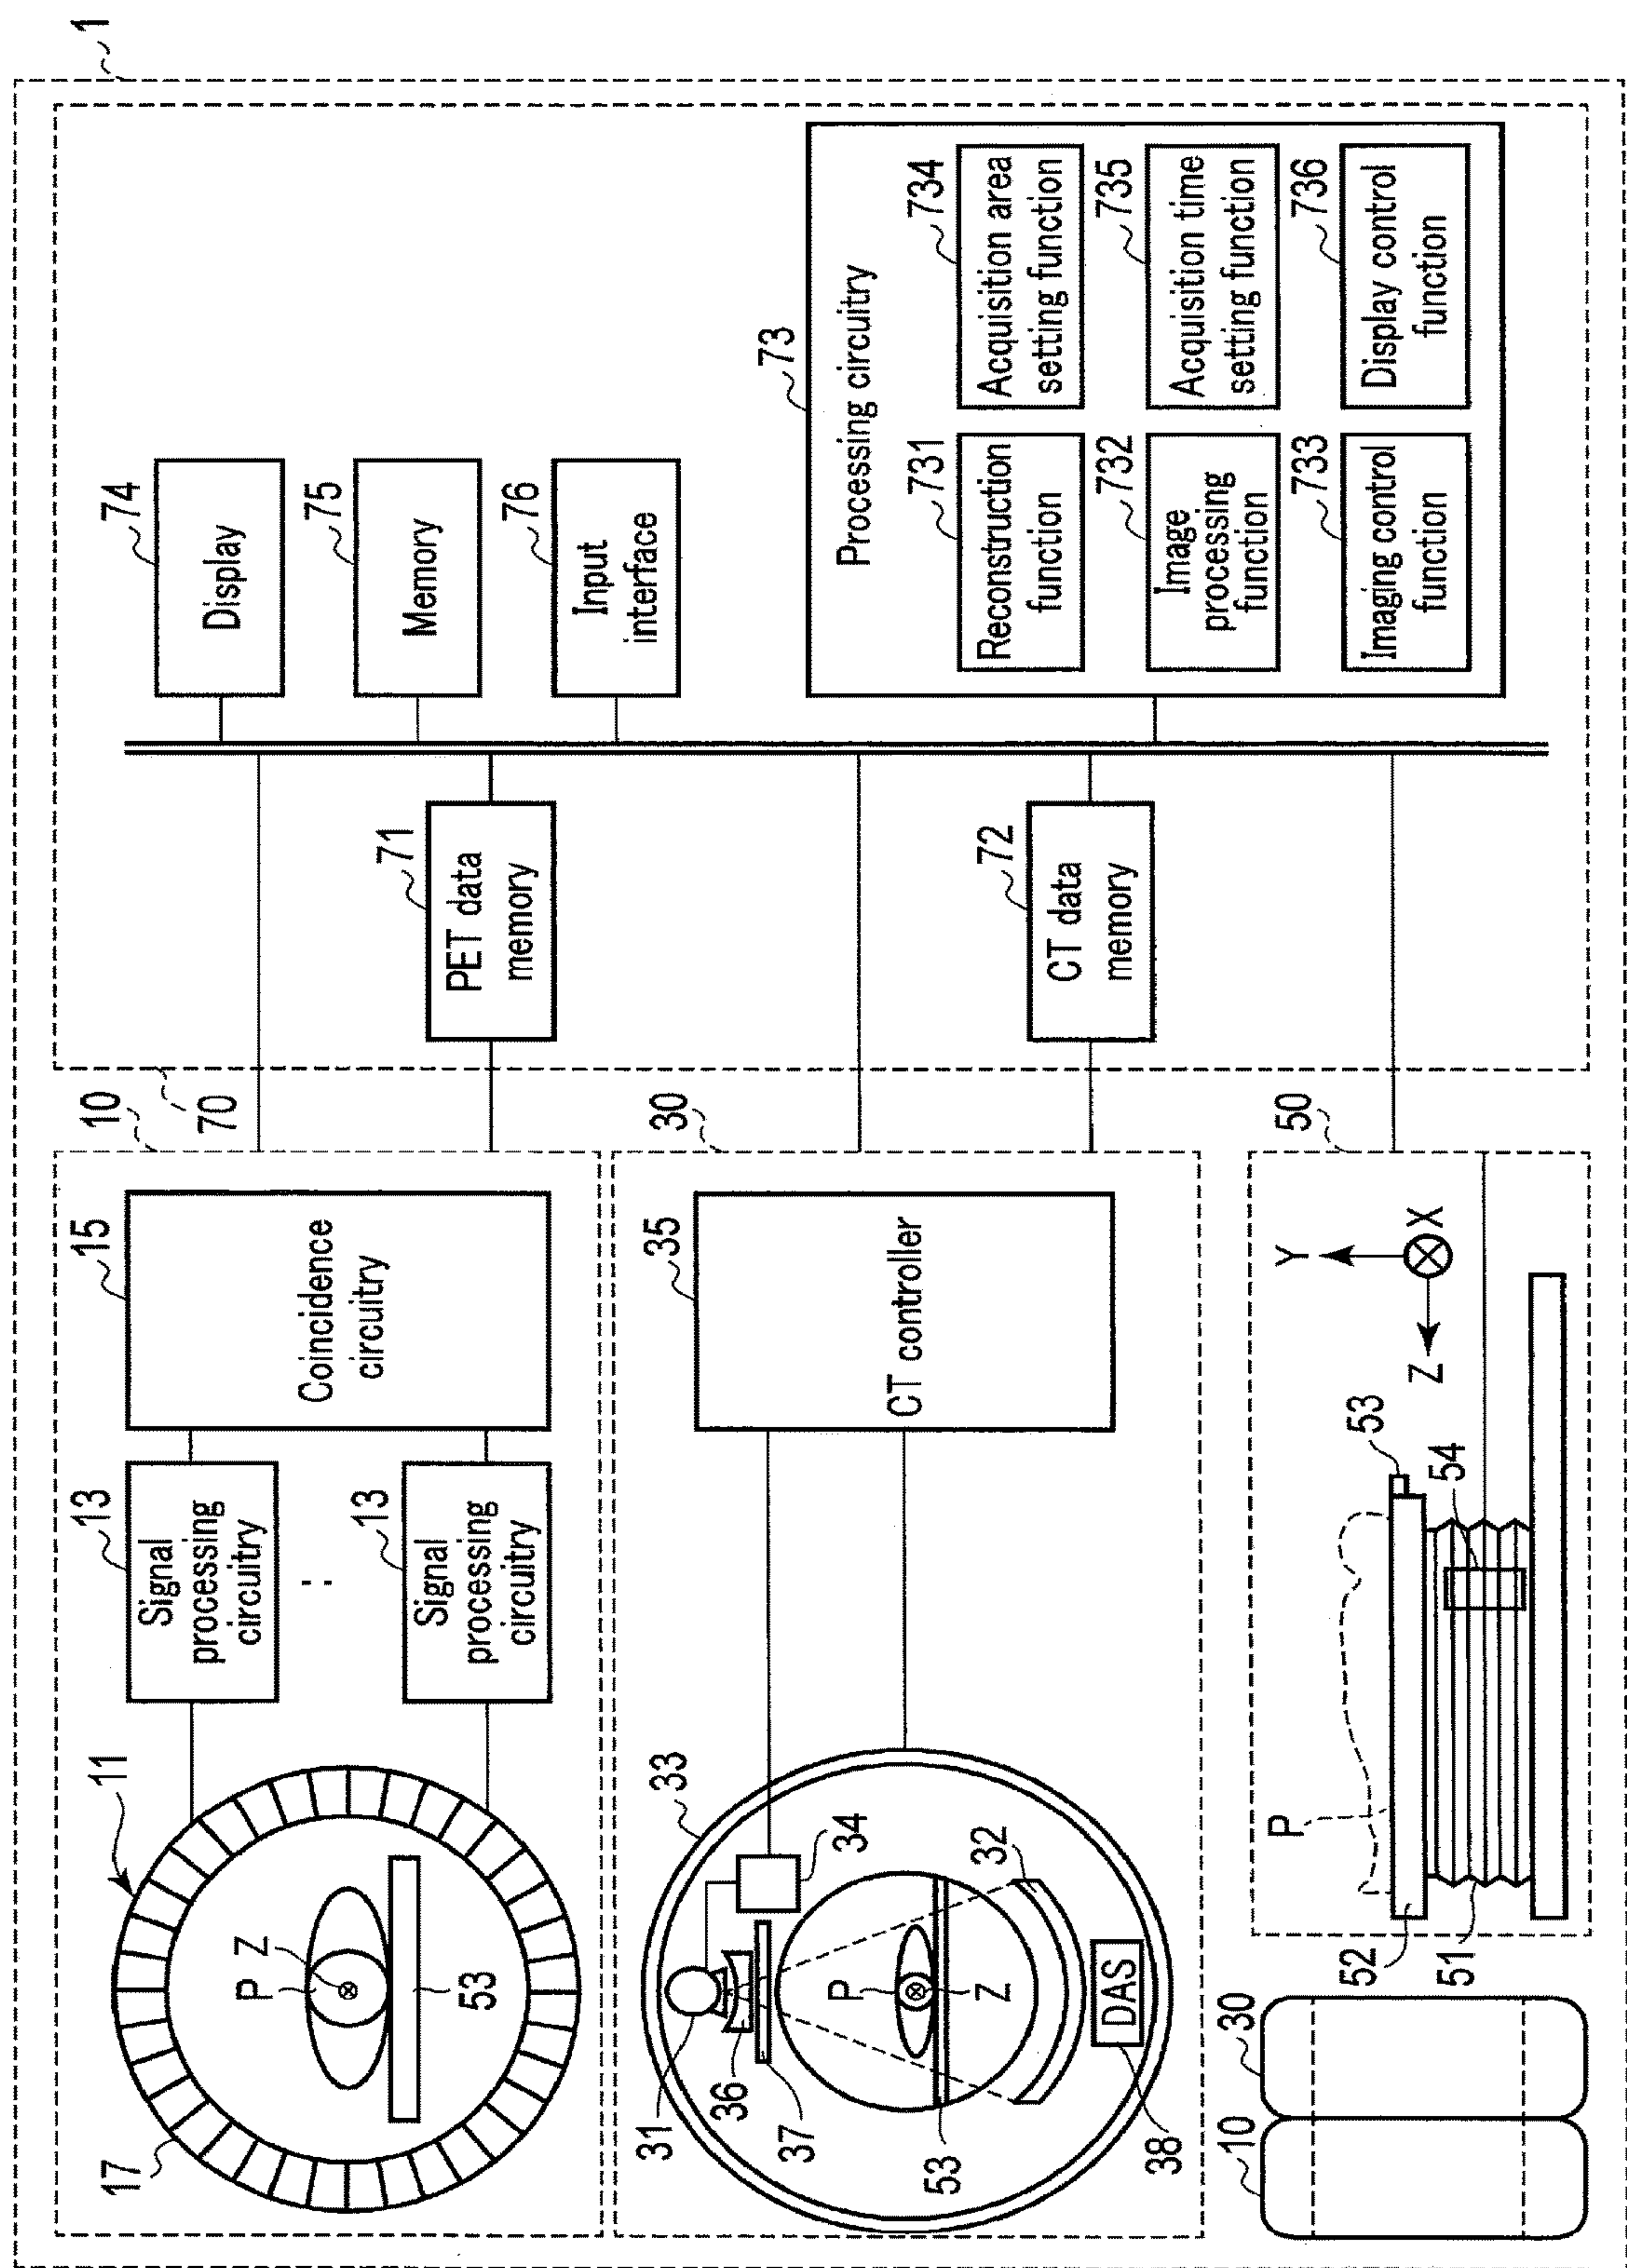 1
10
11
17
P
Z
53
13
Signal
processing
circuitry
:
13
Signal
processing
circuitry
15
Coincidence
circuitry
70
74
Display
75
Memory
76
Input
interface
71
PET data
memory
72
CT data
memory
30
31
36
37
33
34
32
P
Z
53
38
DAS
35
CT controller
73
Processing circuitry
731
Reconstruction
function
734
Acquisition area
setting function
732
Image
processing
function
735
Acquisition time
setting function
733
Imaging control
function
736
Display control
function
10
30
50
P
52
51
53
54
Y
Z
X